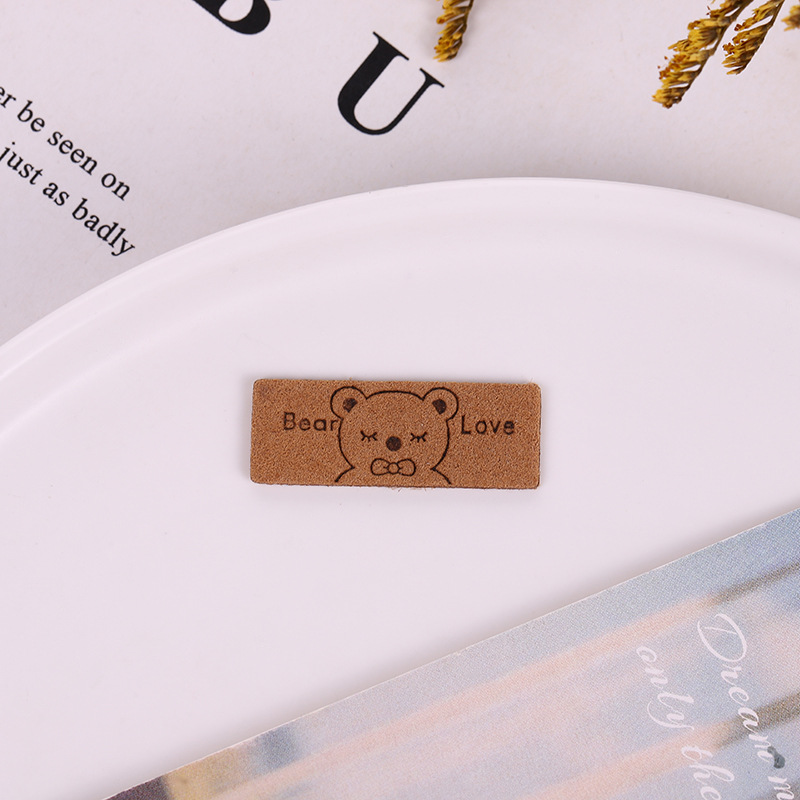 B U
er be seen on
just as badly
Bear Love
Dream m
only the